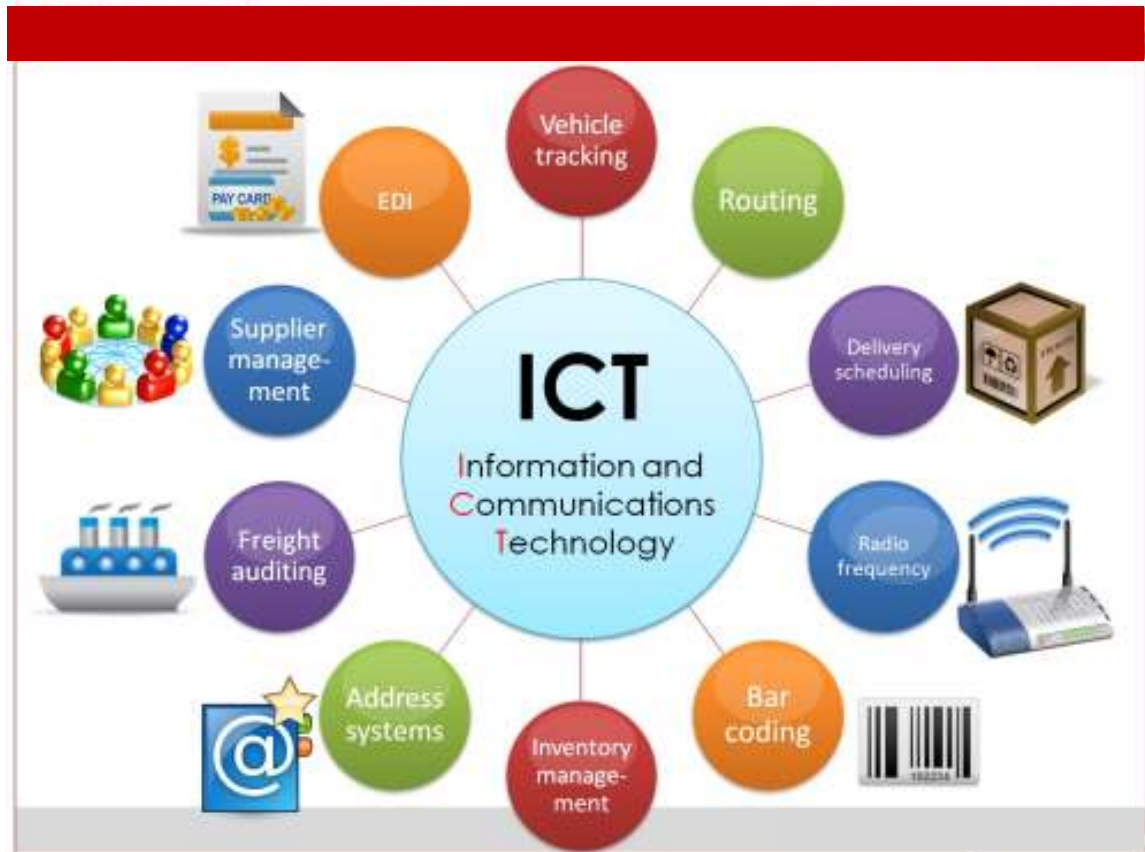 Vehicle
tracking
Routing
Delivery
scheduling
Radio
frequency
Bar
coding
Inventory
manage-
ment
Address
systems
Freight
auditing
Supplier
manage-
ment
EDI
PAY CARD
ICT
Information and
Communications
Technology